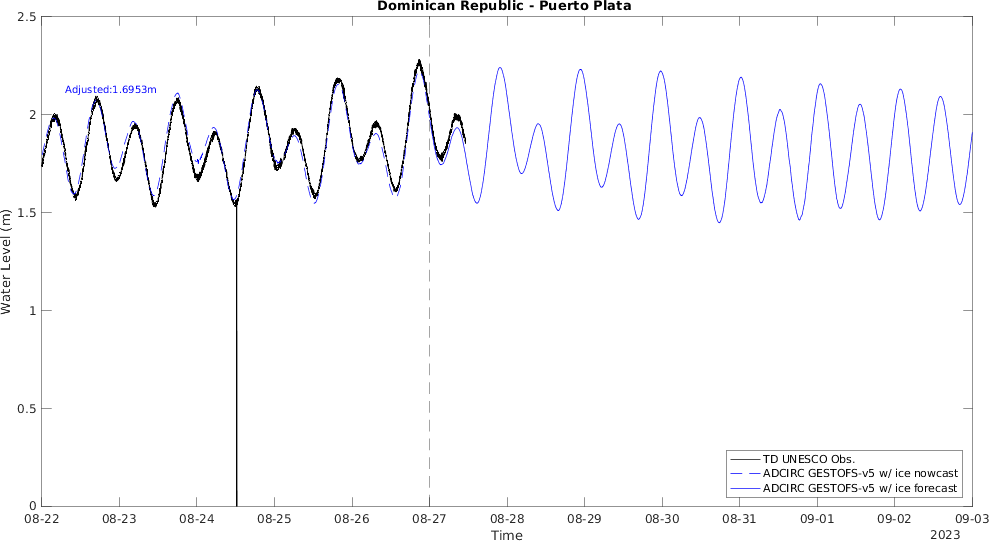 Dominican Republic - Puerto Plata
2.5
2
1.5
1
0.5
0
Water Level (m)
Adjusted:1.6953m
TD UNESCO Obs.
ADCIRC GESTOFS-v5 w/ ice nowcast
ADCIRC GESTOFS-v5 w/ ice forecast
08-22 08-23 08-24 08-25 08-26 08-27 08-28 08-29 08-30 08-31 09-01 09-02 09-03
Time
2023